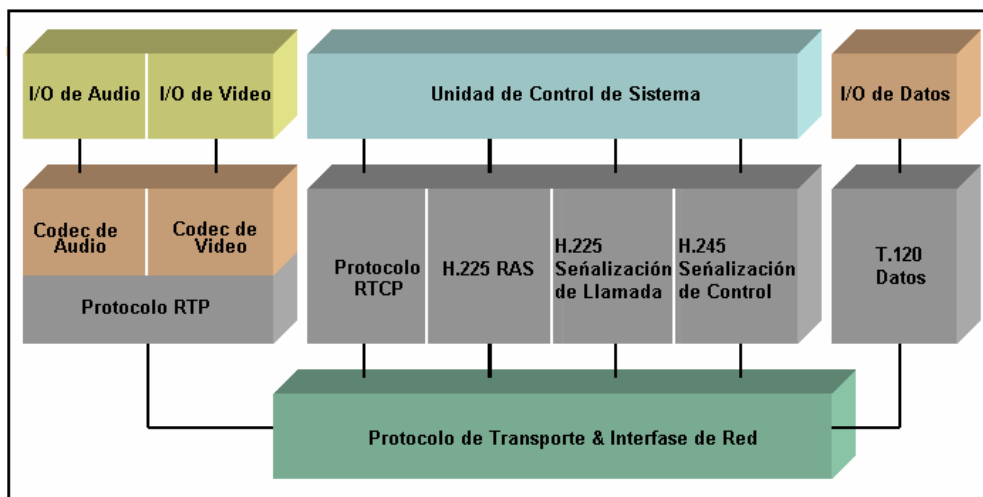 I/O de Audio
I/O de Video
Unidad de Control de Sistema
I/O de Datos
Codec de
Audio
Codec de
Video
Protocolo RTP
Protocolo
RTCP
H.225 RAS
H.225
Señalización
de Llamada
H.245
Señalización
de Control
T.120
Datos
Protocolo de Transporte & Interfase de Red